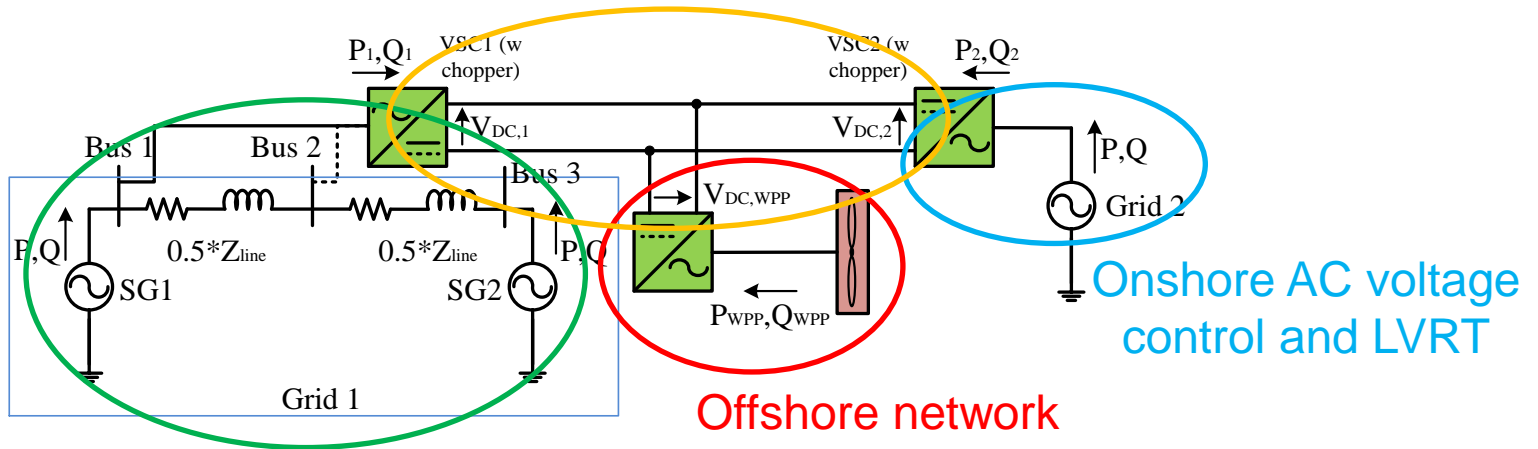 P1,Q1
VSC1 (w
chopper)
VSC2 (w
chopper)
P2,Q2
VDC,1
VDC,2
Bus 1
Bus 2
Bus 3
VDC,WPP
P,Q
P,Q
P,Q
0.5*Zline
0.5*Zline
SG1
SG2
Grid 2
PWPP,QWPP
Grid 1
Onshore AC voltage
control and LVRT
Offshore network